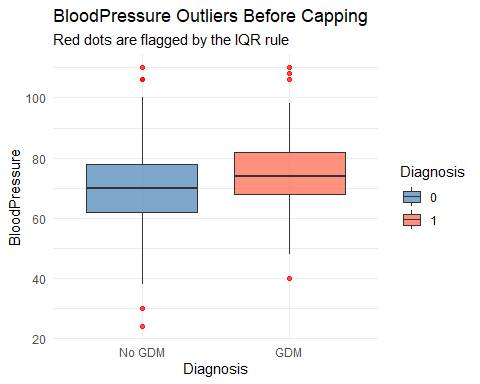 BloodPressure Outliers Before Capping
Red dots are flagged by the IQR rule
BloodPressure
100
80
60
40
20
No GDM
GDM
Diagnosis
Diagnosis
0
1